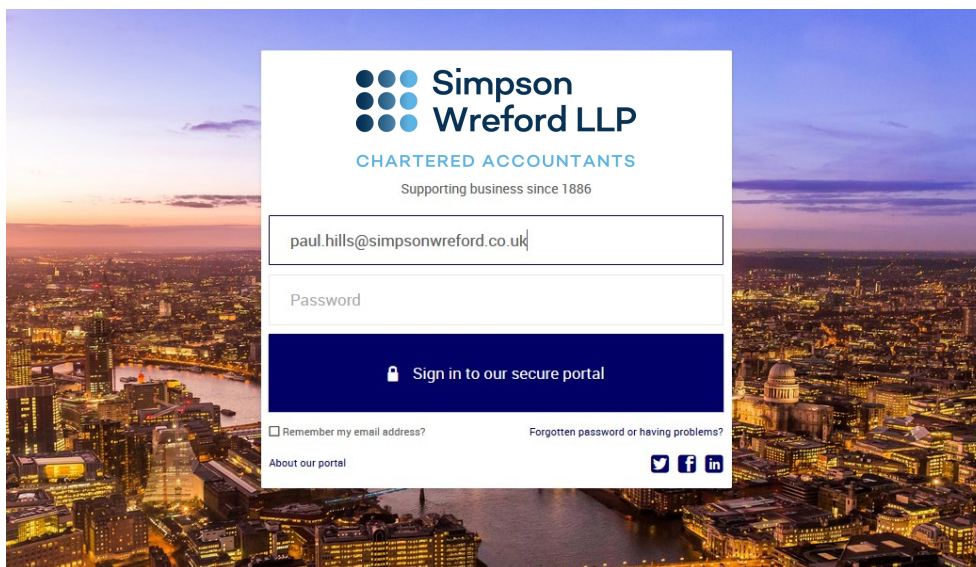 Simpson
Wreford LLP
CHARTERED ACCOUNTANTS
Supporting business since 1886
paul.hills@simpsonwreford.co.uk
Password
Sign in to our secure portal
Remember my email address?
Forgotten password or having problems?
About our portal